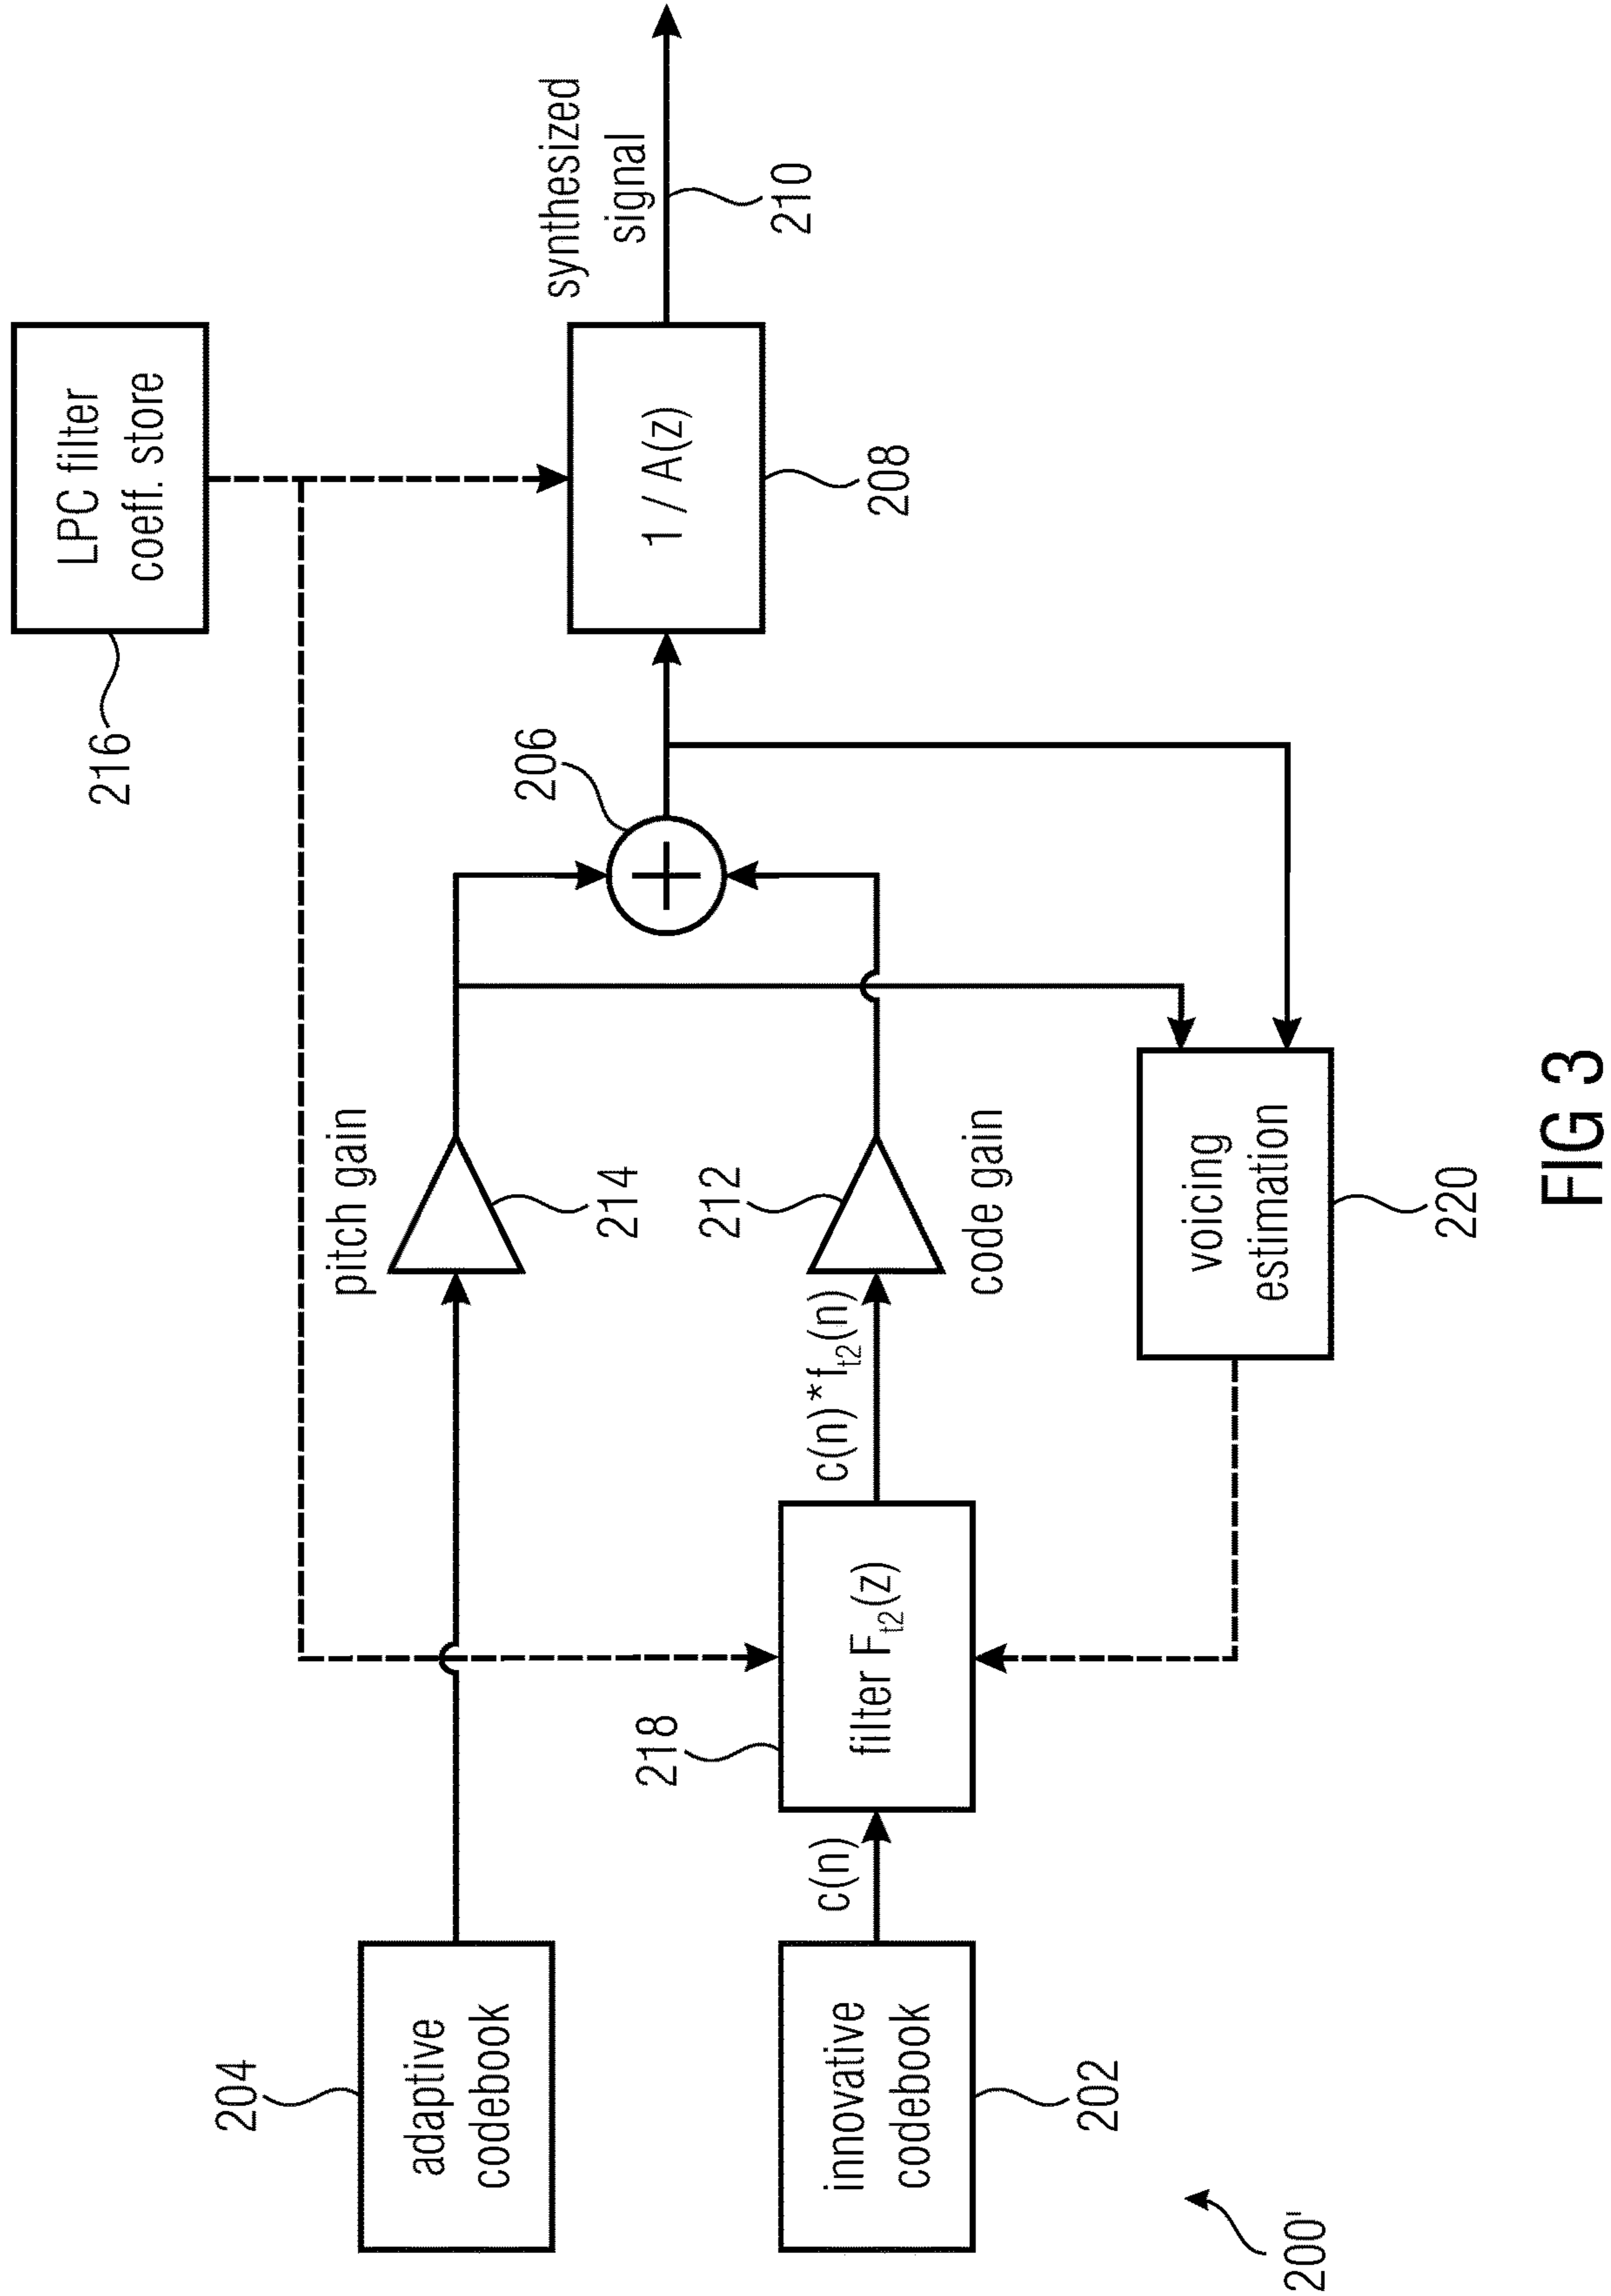 LPC filter
coeff. store
216
synthesized
signal
210
1 / A(z)
208
206
pitch gain
214
212
code gain
c(n)*f_t2(n)
voicing
estimation
220
218
filter F_t2(z)
c(n)
204
adaptive
codebook
innovative
codebook
202
200'
FIG 3